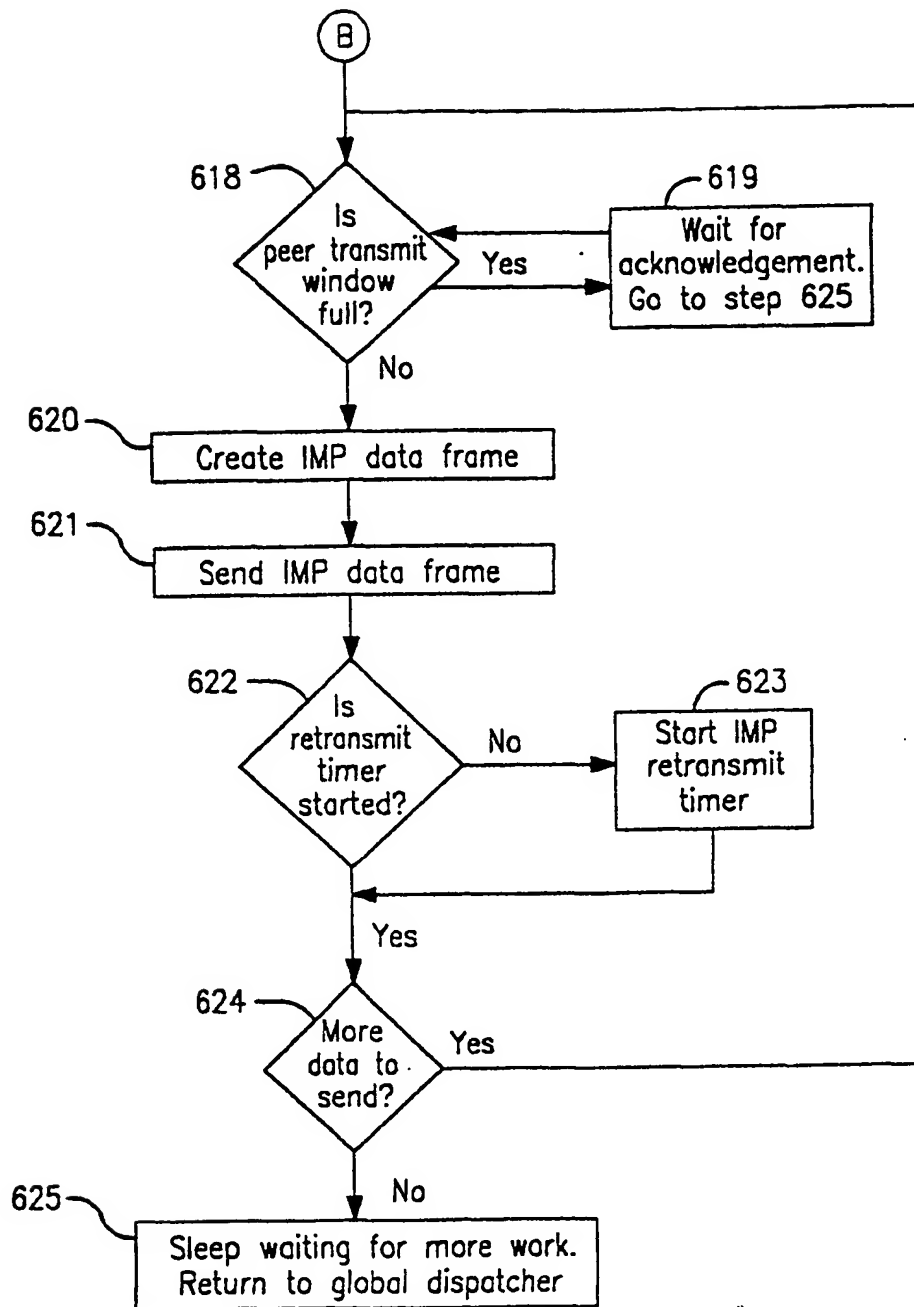 B
618
Is
peer transmit
window
full?
Yes
619
Wait for
acknowledgement.
Go to step 625
No
620
Create IMP data frame
621
Send IMP data frame
622
Is
retransmit
timer
started?
No
623
Start IMP
retransmit
timer
Yes
624
More
data to
send?
Yes
No
625
Sleep waiting for more work.
Return to global dispatcher